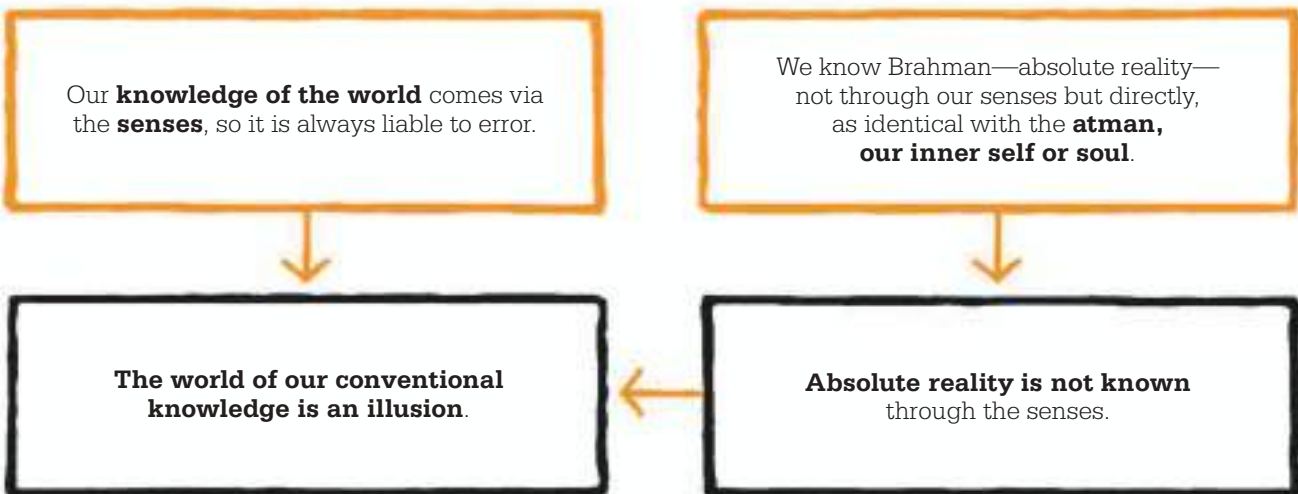 Our knowledge of the world comes via
the senses, so it is always liable to error.
We know Brahman—absolute reality—
not through our senses but directly,
as identical with the atman,
our inner self or soul.
The world of our conventional
knowledge is an illusion.
Absolute reality is not known
through the senses.